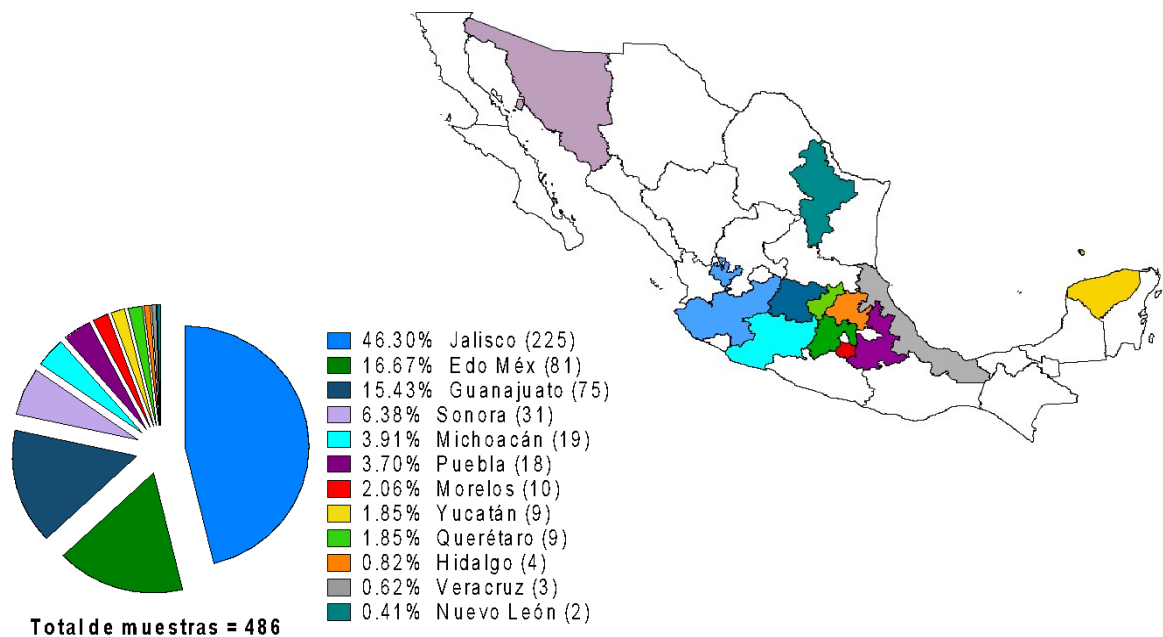 46.30% Jalisco (225)
16.67% Edo Méx (81)
15.43% Guanajuato (75)
6.38% Sonora (31)
3.91% Michoacán (19)
3.70% Puebla (18)
2.06% Morelos (10)
1.85% Yucatán (9)
1.85% Querétaro (9)
0.82% Hidalgo (4)
0.62% Veracruz (3)
0.41% Nuevo León (2)
Total de muestras = 486